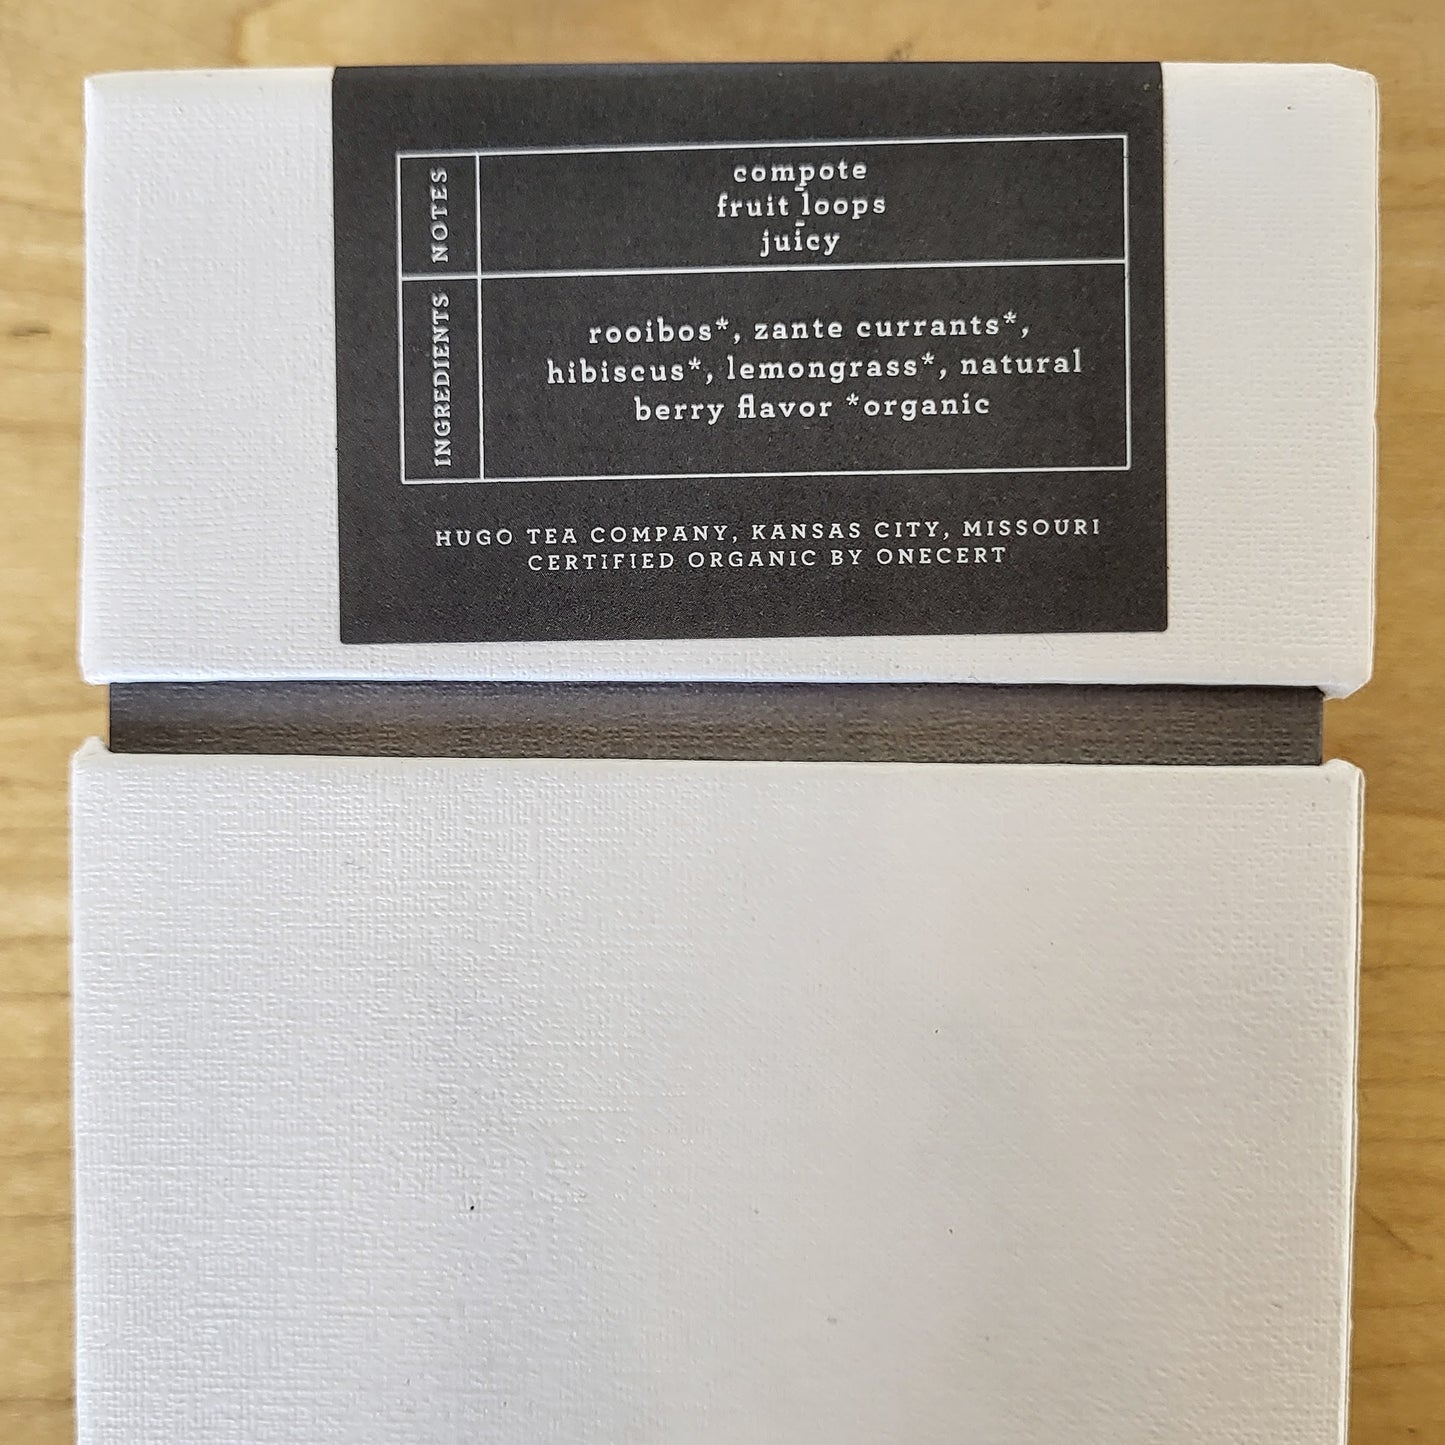 NOTES
compote
-
fruit loops
-
juicy
INGREDIENTS
rooibos*, zante currants*,
hibiscus*, lemongrass*, natural
berry flavor *organic
HUGO TEA COMPANY, KANSAS CITY, MISSOURI
CERTIFIED ORGANIC BY ONECERT